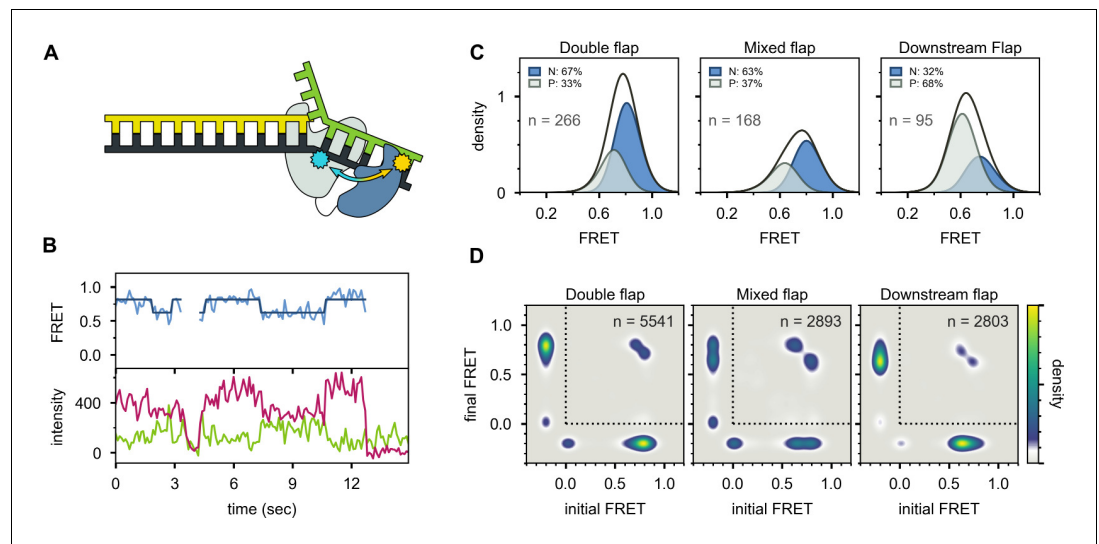 A
B
FRET
1.0
0.5
0.0
intensity
400
0
0
3
6
9
12
time (sec)
C
Double flap
Mixed flap
Downstream Flap
N: 67%
P: 33%
n = 266
N: 63%
P: 37%
n = 168
N: 32%
P: 68%
n = 95
density
1
0
0.2
0.6
1.0
0.2
0.6
1.0
0.2
0.6
1.0
FRET
FRET
FRET
D
Double flap
Mixed flap
Downstream flap
n = 5541
n = 2893
n = 2803
final FRET
1.0
0.5
0.0
0.0
0.5
1.0
0.0
0.5
1.0
0.0
0.5
1.0
initial FRET
initial FRET
initial FRET
density